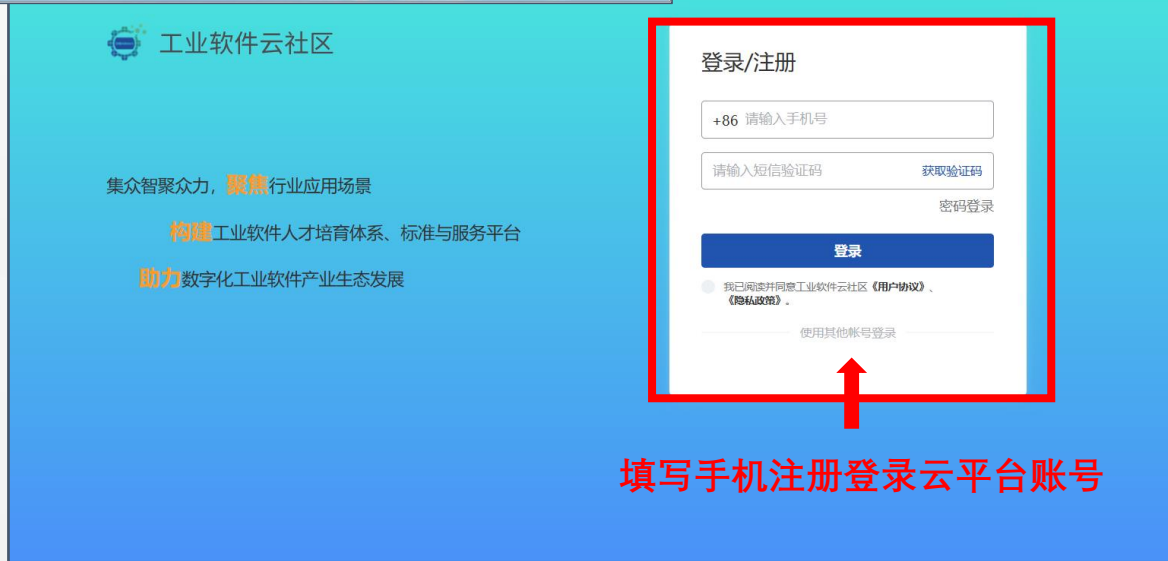 工业软件云社区
集众智聚众力，聚焦行业应用场景
构建工业软件人才培育体系、标准与服务平台
助力数字化工业软件产业生态发展
登录/注册
+86 请输入手机号
请输入短信验证码 获取验证码
密码登录
登录
我已阅读并同意工业软件云社区《用户协议》、
《隐私政策》。
使用其他帐号登录
填写手机注册登录云平台账号